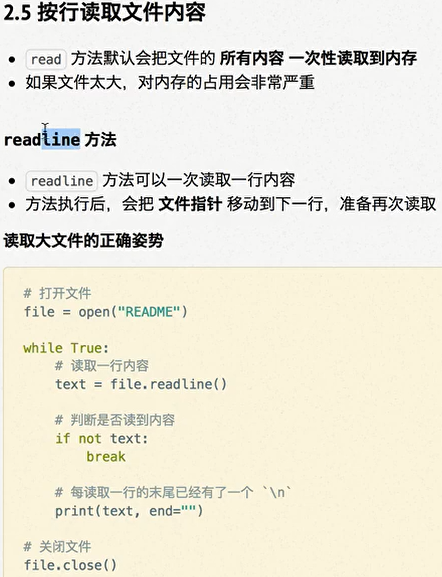 2.5 按行读取文件内容
• read 方法默认会把文件的 所有内容 一次性读取到内存
• 如果文件太大，对内存的占用会非常严重
readline 方法
• readline 方法可以一次读取一行内容
• 方法执行后，会把 文件指针 移动到下一行，准备再次读取
读取大文件的正确姿势
# 打开文件
file = open("README")
while True:
    # 读取一行内容
    text = file.readline()
    # 判断是否读到内容
    if not text:
        break
    # 每读取一行的末尾已经有了一个 `\n`
    print(text, end="")
# 关闭文件
file.close()